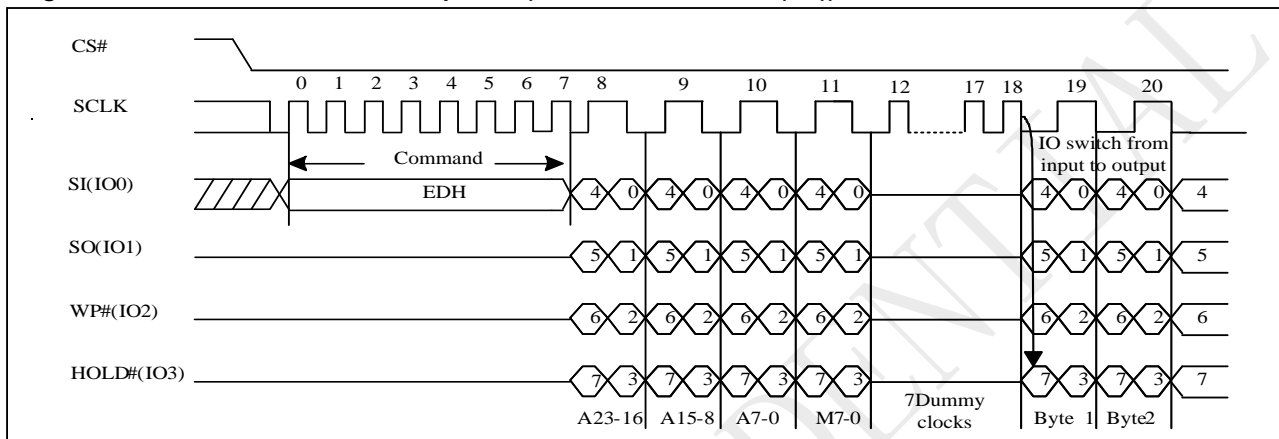 CS#
0 1 2 3 4 5 6 7 8 9 10 11 12 17 18 19 20
SCLK
Command
IO switch from
input to output
SI(IO0)
EDH
4 0 4 0 4 0 4 0 4 0 4 0 4
SO(IO1)
5 1 5 1 5 1 5 1 5 1 5 1 5
WP#(IO2)
6 2 6 2 6 2 6 2 6 2 6 2 6
HOLD#(IO3)
7 3 7 3 7 3 7 3 7 3 7 3 7
A23-16 A15-8 A7-0 M7-0
7Dummy
clocks
Byte 1 Byte2